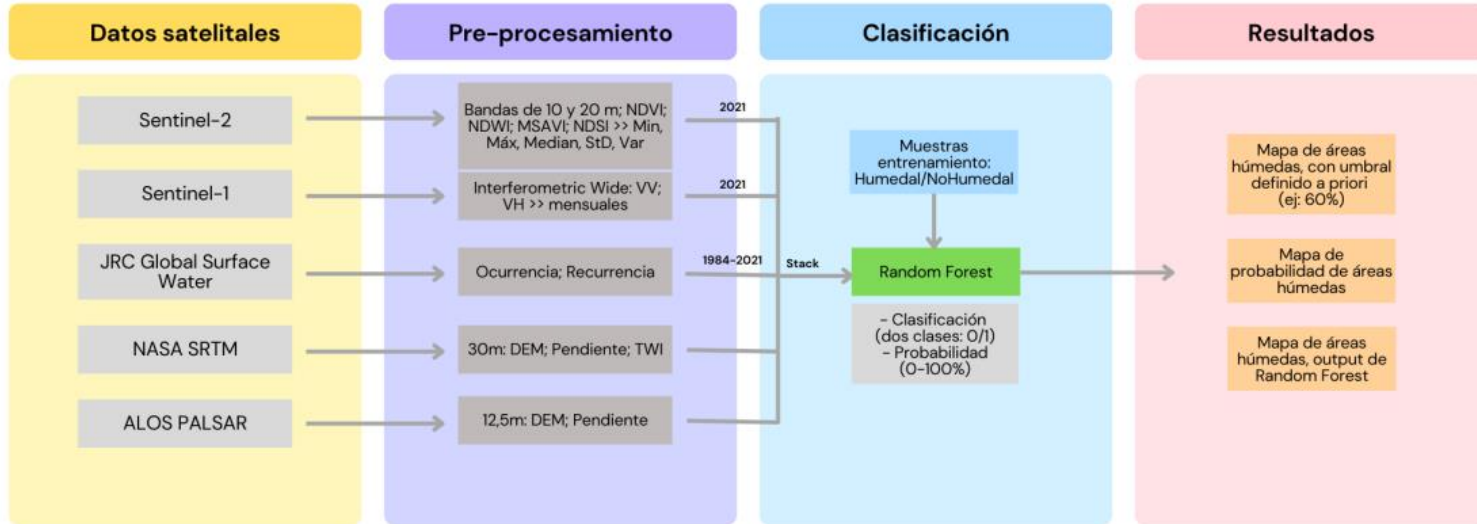 Datos satelitales
Pre-procesamiento
Clasificación
Resultados
Sentinel-2
Sentinel-1
JRC Global Surface
Water
NASA SRTM
ALOS PALSAR
Bandas de 10 y 20 m; NDVI;
NDWI; MSAVI; NDSI >> Min,
Máx, Median, StD, Var
Interferometric Wide: VV;
VH >> mensuales
Ocurrencia; Recurrencia
30m: DEM; Pendiente; TWI
12,5m: DEM; Pendiente
2021
2021
1984-2021
Stack
Muestras
entrenamiento:
Humedal/NoHumedal
Random Forest
- Clasificación
(dos clases: 0/1)
- Probabilidad
(0-100%)
Mapa de áreas
húmedas, con umbral
definido a priori
(ej: 60%)
Mapa de
probabilidad de áreas
húmedas
Mapa de áreas
húmedas, output de
Random Forest